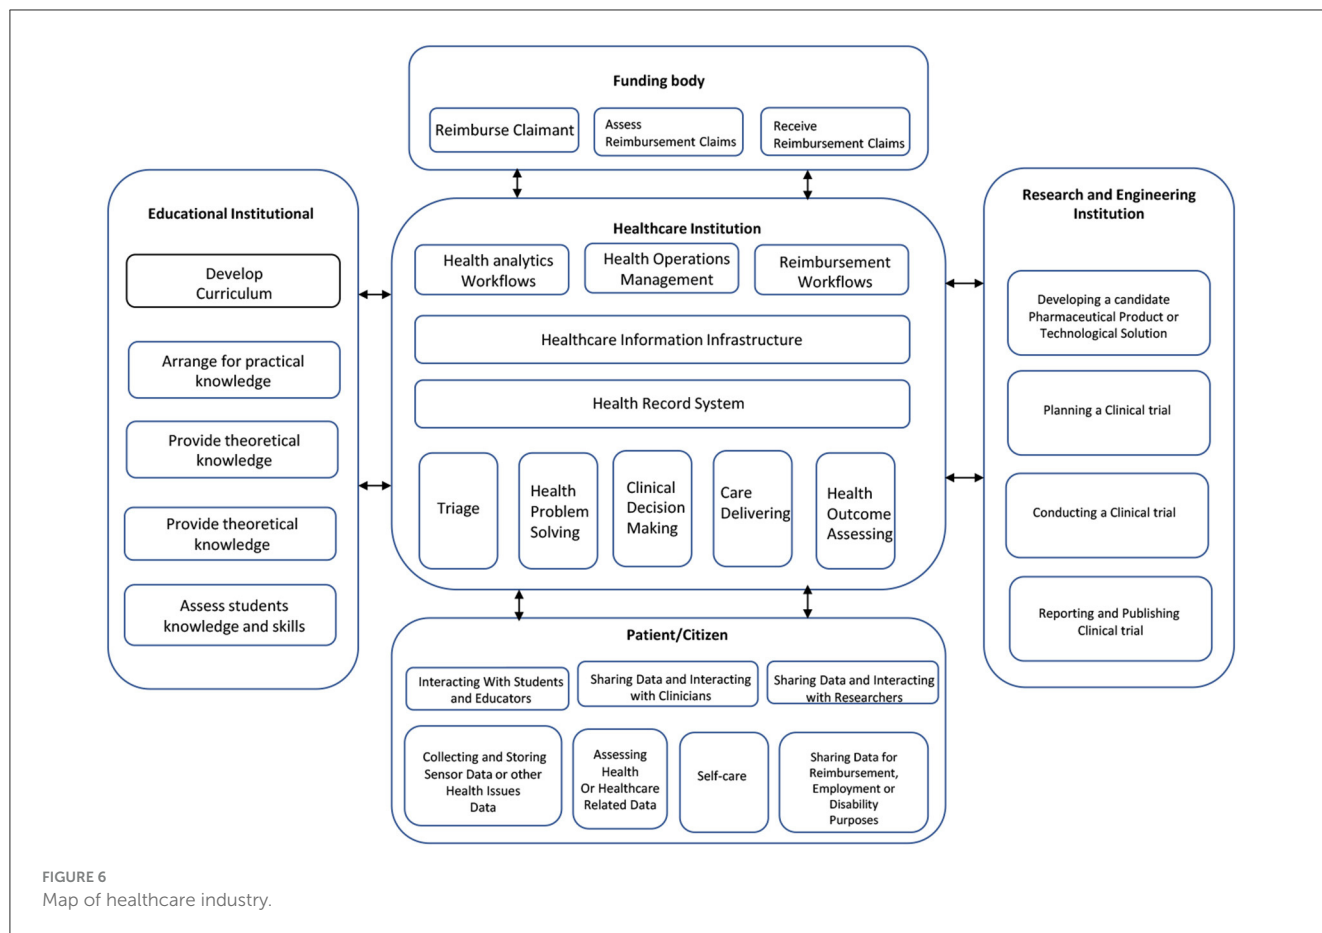 Funding body
Reimburse Claimant
Assess
Reimbursement Claims
Receive
Reimbursement Claims
Educational Institutional
Develop
Curriculum
Arrange for practical
knowledge
Provide theoretical
knowledge
Provide theoretical
knowledge
Assess students
knowledge and skills
Healthcare Institution
Health analytics
Workflows
Health Operations
Management
Reimbursement
Workflows
Healthcare Information Infrastructure
Health Record System
Triage
Health
Problem
Solving
Clinical
Decision
Making
Care
Delivering
Health
Outcome
Assessing
Research and Engineering
Institution
Developing a candidate
Pharmaceutical Product or
Technological Solution
Planning a Clinical trial
Conducting a Clinical trial
Reporting and Publishing
Clinical trial
Patient/Citizen
Interacting With Students
and Educators
Sharing Data and Interacting
with Clinicians
Sharing Data and Interacting
with Researchers
Collecting and Storing
Sensor Data or other
Health Issues
Data
Assessing
Health
Or Healthcare
Related Data
Self-care
Sharing Data for
Reimbursement,
Employment or
Disability
Purposes
FIGURE 6
Map of healthcare industry.